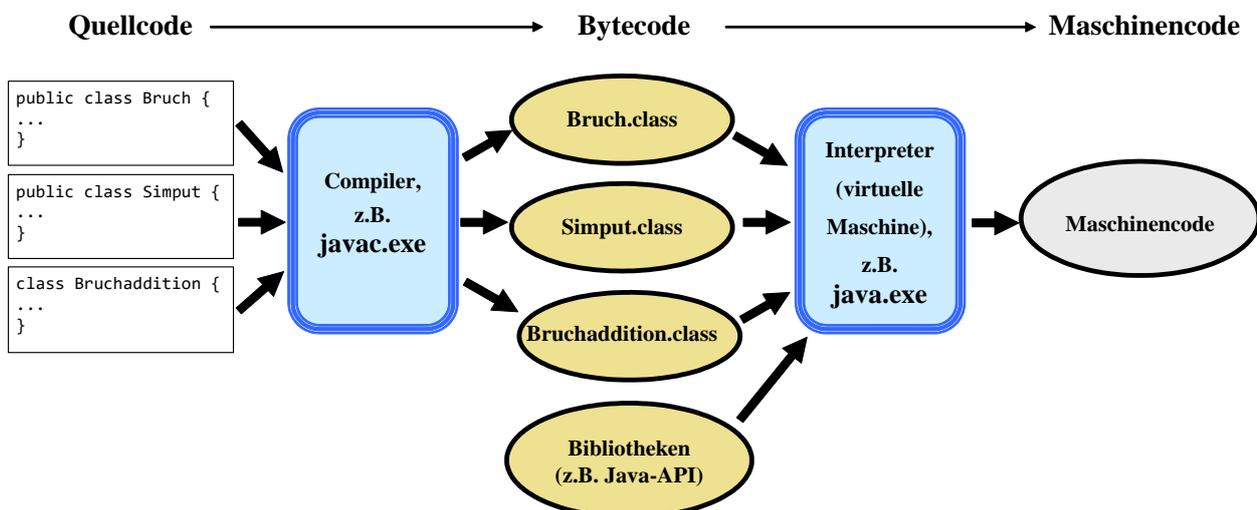 Quellcode
Bytecode
Maschinencode
public class Bruch {
...
}
public class Simput {
...
}
class Bruchaddition {
...
}
Compiler,
z.B.
javac.exe
Bruch.class
Simput.class
Bruchaddition.class
Bibliotheken
(z.B. Java-API)
Interpreter
(virtuelle
Maschine),
z.B.
java.exe
Maschinencode